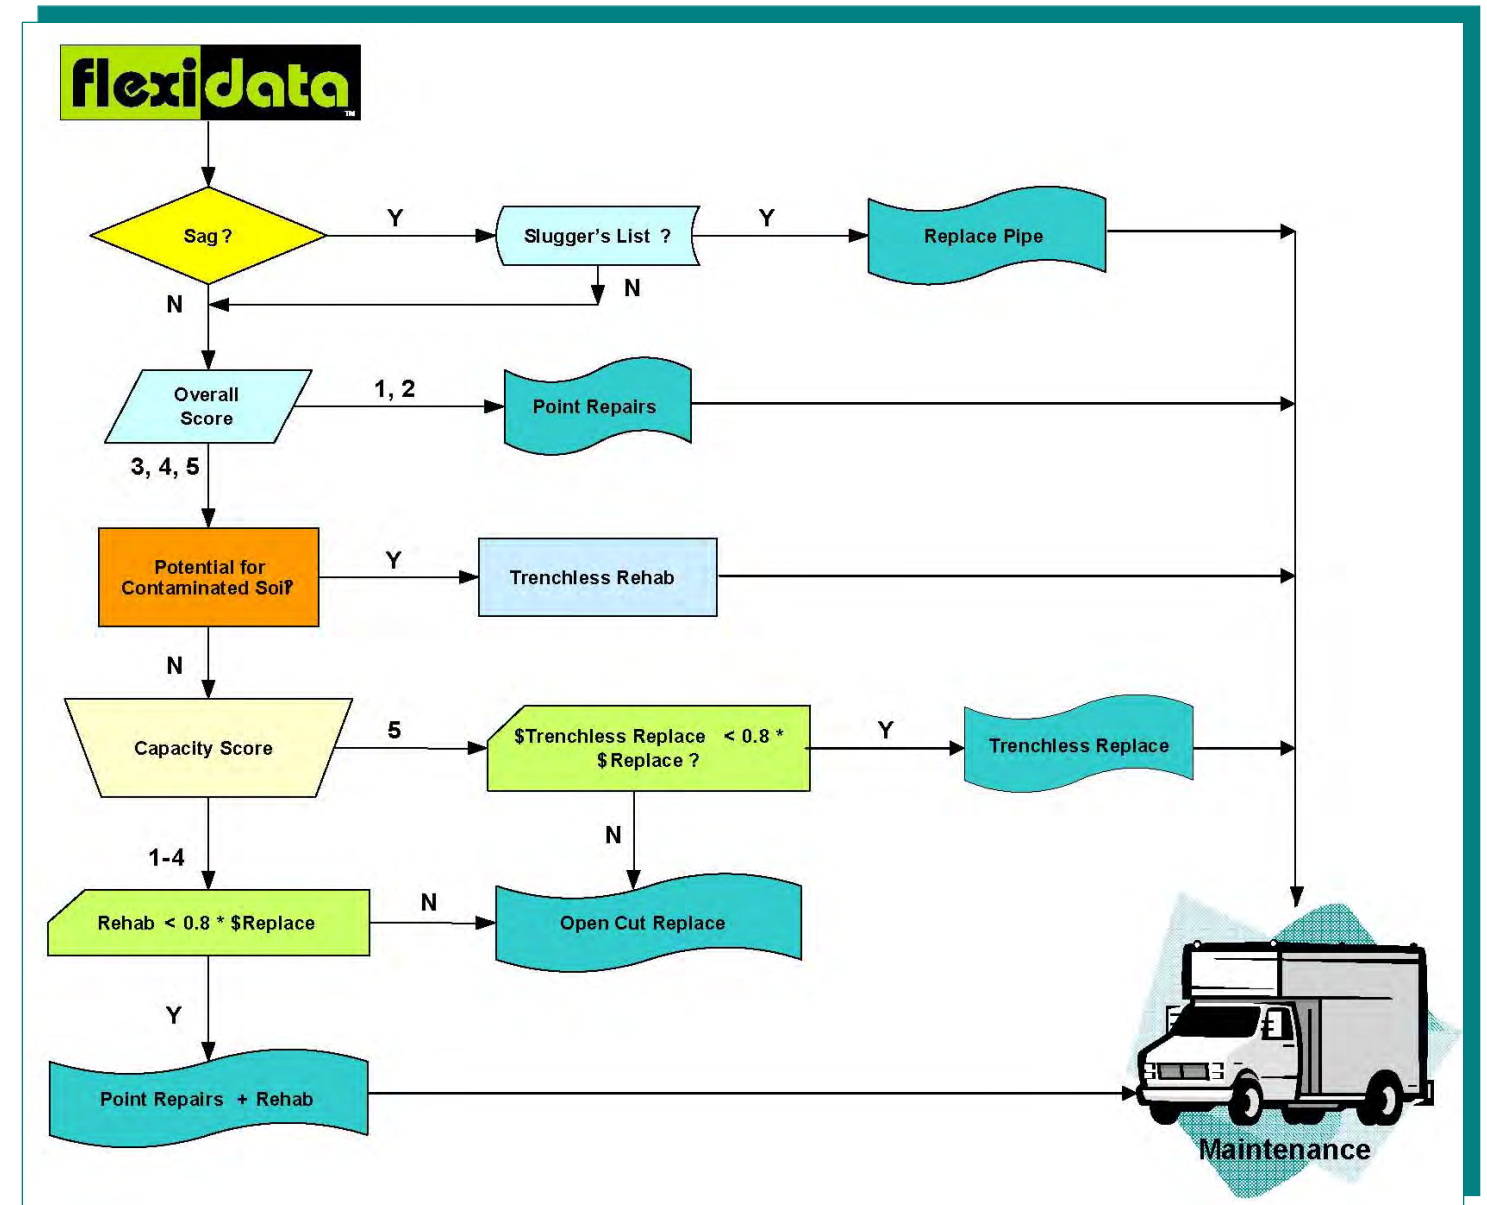 flexidata
TM
Sag ?
Y
Slugger's List ?
Y
Replace Pipe
N
N
Overall
Score
1, 2
Point Repairs
3, 4, 5
Potential for
Contaminated Soil?
Y
Trenchless Rehab
N
Capacity Score
5
$Trenchless Replace < 0.8 *
$Replace ?
Y
Trenchless Replace
N
1-4
Rehab < 0.8 * $Replace
N
Open Cut Replace
Y
Point Repairs + Rehab
Maintenance